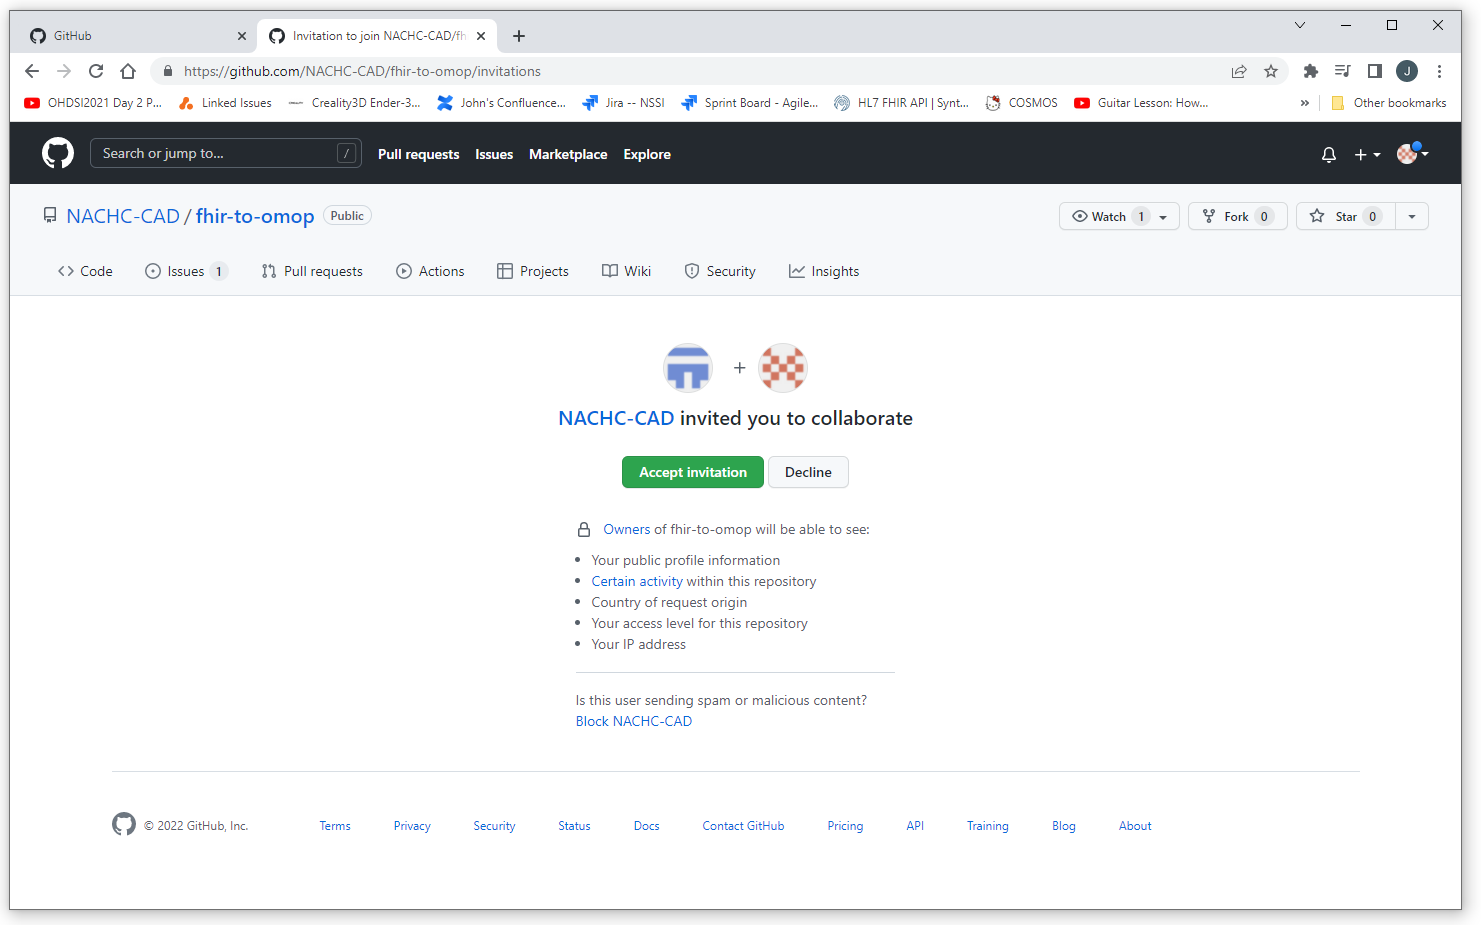 GitHub
Invitation to join NACHC-CAD/fh
https://github.com/NACHC-CAD/fhir-to-omop/invitations
J
OHDSI2021 Day 2 P... Linked Issues Creality3D Ender-3... John's Confluence... Jira -- NSSI Sprint Board - Agile... HL7 FHIR API | Synt... COSMOS Guitar Lesson: How... » Other bookmarks
Search or jump to... / Pull requests Issues Marketplace Explore
NACHC-CAD / fhir-to-omop Public
Watch 1 Fork 0 Star 0
Code Issues 1 Pull requests Actions Projects Wiki Security Insights
+
NACHC-CAD invited you to collaborate
Accept invitation Decline
Owners of fhir-to-omop will be able to see:
• Your public profile information
• Certain activity within this repository
• Country of request origin
• Your access level for this repository
• Your IP address
Is this user sending spam or malicious content?
Block NACHC-CAD
© 2022 GitHub, Inc. Terms Privacy Security Status Docs Contact GitHub Pricing API Training Blog About